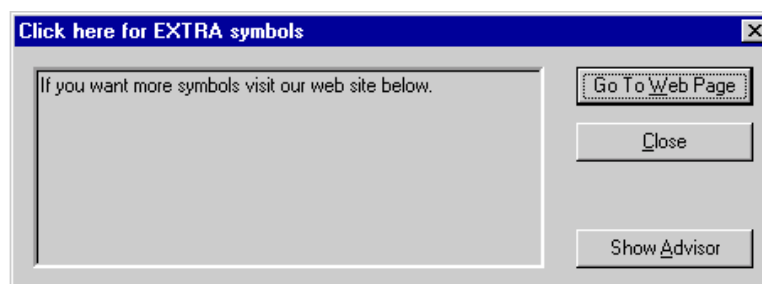 Click here for EXTRA symbols
If you want more symbols visit our web site below.
Go To Web Page
Close
Show Advisor